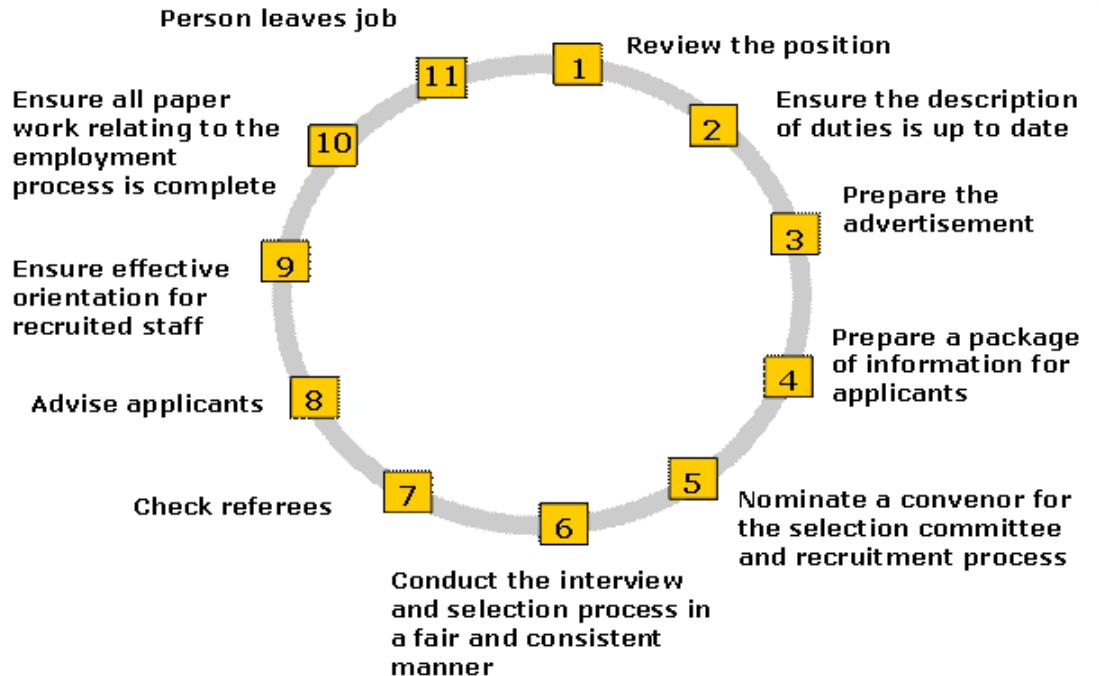 1
Review the position
2
Ensure the description
of duties is up to date
3
Prepare the
advertisement
4
Prepare a package
of information for
applicants
5
Nominate a convenor for
the selection committee
and recruitment process
6
Conduct the interview
and selection process in
a fair and consistent
manner
7
Check referees
8
Advise applicants
9
Ensure effective
orientation for
recruited staff
10
Ensure all paper
work relating to the
employment
process is complete
11
Person leaves job